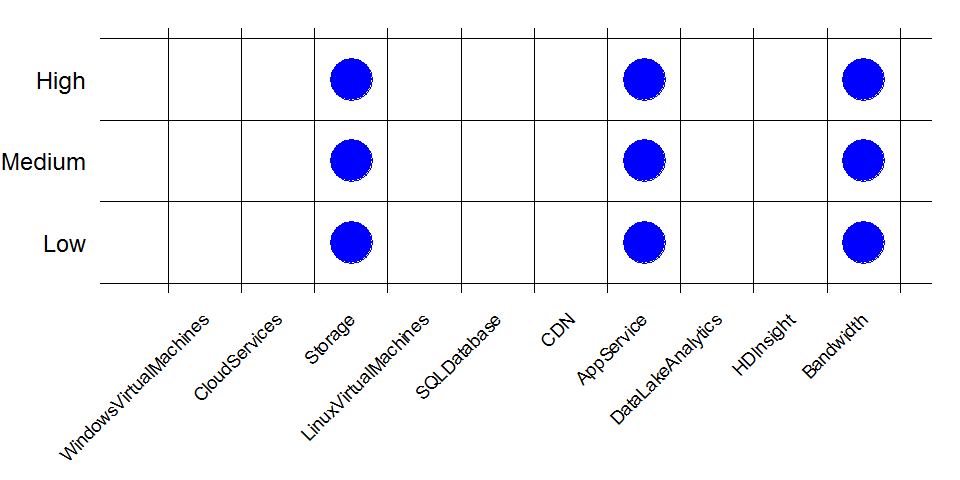 High
Medium
Low
WindowsVirtualMachines
CloudServices
Storage
LinuxVirtualMachines
SQLDatabase
CDN
AppService
DataLakeAnalytics
HDInsight
Bandwidth